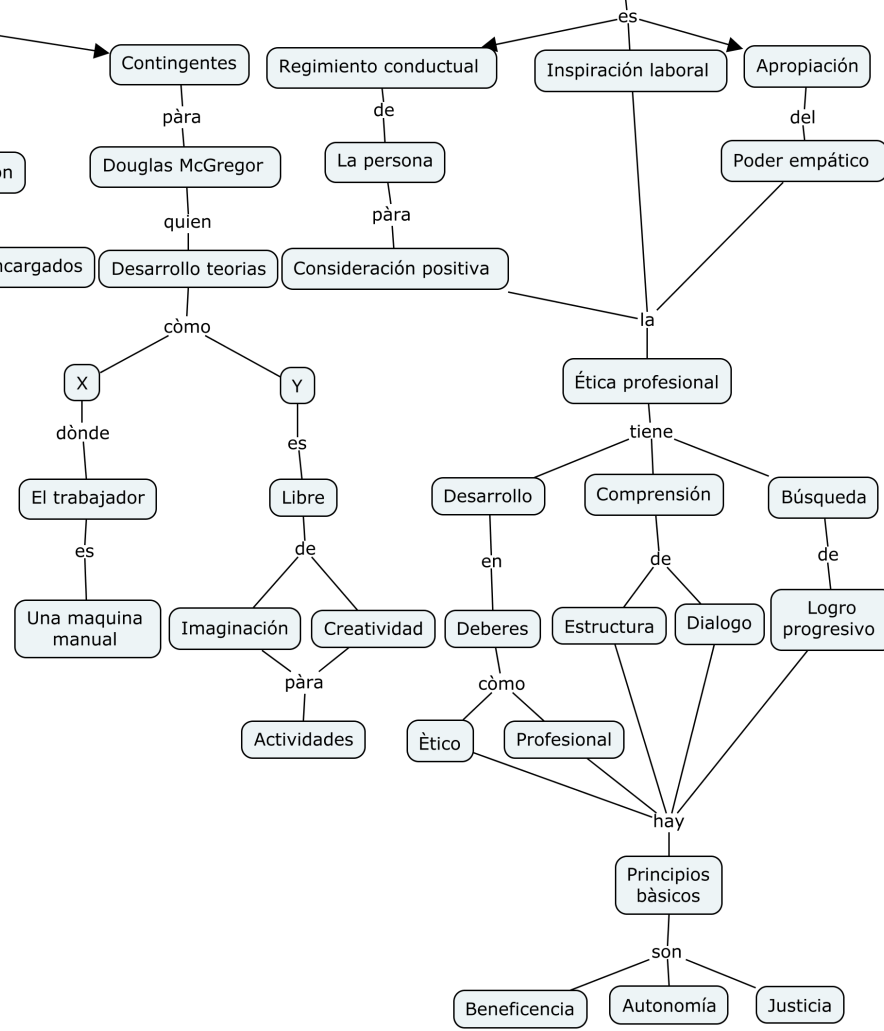 es
Contingentes
Regimiento conductual
Inspiración laboral
Apropiación
pàra
de
del
on
Douglas McGregor
La persona
Poder empático
quien
pàra
ncargados
Desarrollo teorias
Consideración positiva
còmo
la
X
Y
Ética profesional
dònde
es
tiene
El trabajador
Libre
Desarrollo
Comprensión
Búsqueda
es
de
en
de
de
Una maquina
manual
Imaginación
Creatividad
Deberes
Estructura
Dialogo
Logro
progresivo
pàra
còmo
Actividades
Ètico
Profesional
hay
Principios
bàsicos
son
Beneficencia
Autonomía
Justicia